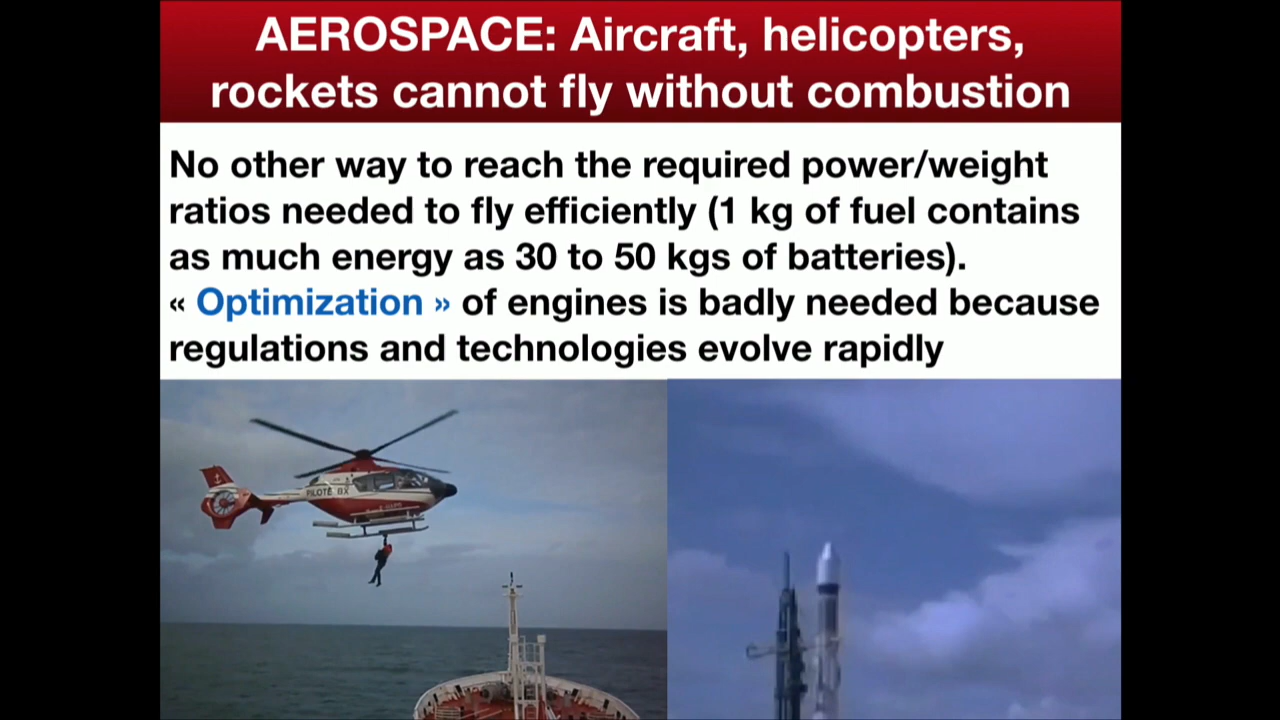 AEROSPACE: Aircraft, helicopters,
rockets cannot fly without combustion
No other way to reach the required power/weight
ratios needed to fly efficiently (1 kg of fuel contains
as much energy as 30 to 50 kgs of batteries).
« Optimization » of engines is badly needed because
regulations and technologies evolve rapidly
PILOTE BX